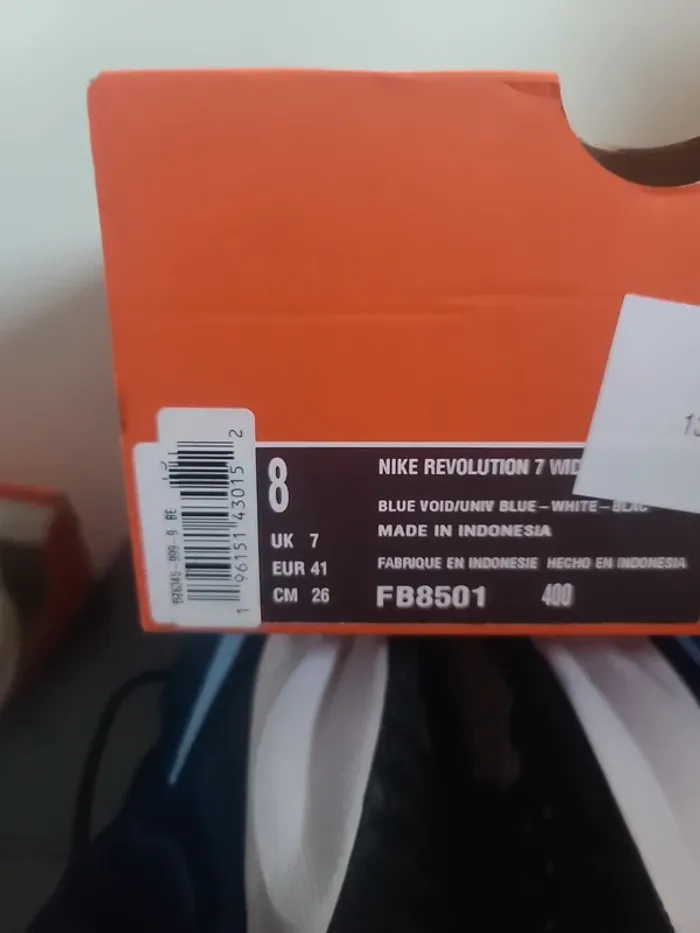 8
UK 7
EUR 41
CM 26
NIKE REVOLUTION 7 WID
BLUE VOID/UNIV BLUE – WHITE – BLAC
MADE IN INDONESIA
FABRIQUE EN INDONESIE HECHO EN INDONESIA
FB8501 400
1 96151 43015 2
13